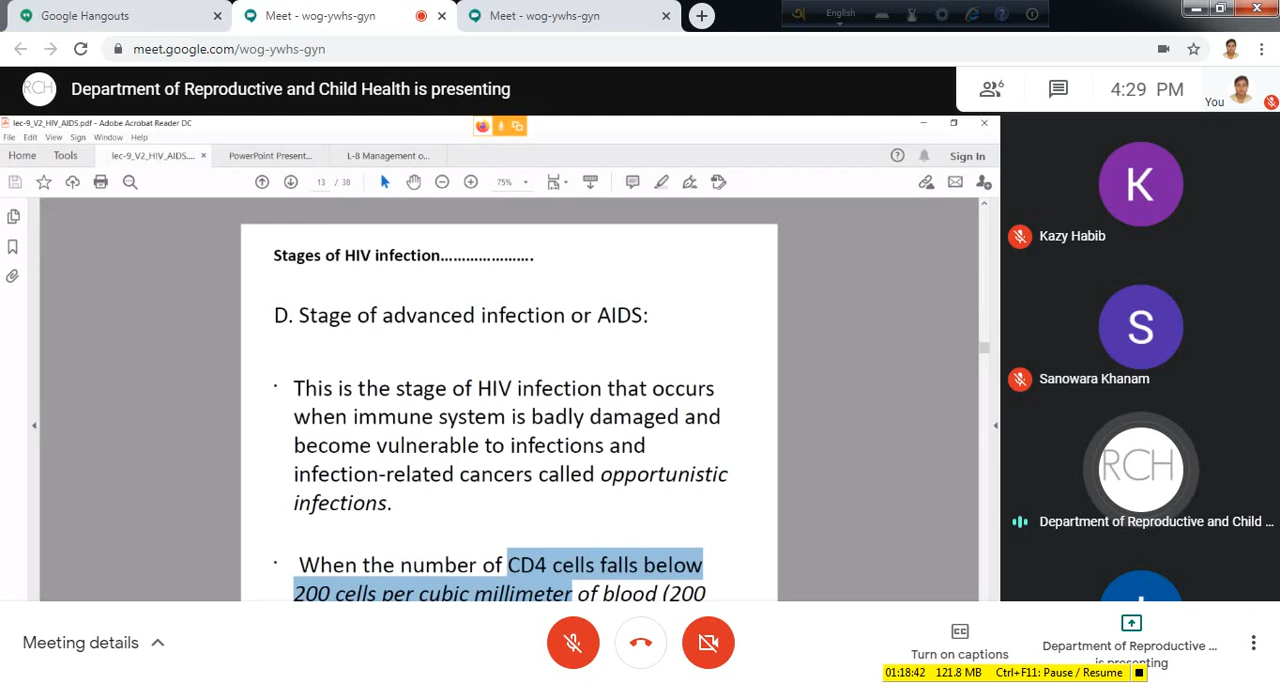 Google Hangouts
Meet - wog-ywhs-gyn
Meet - wog-ywhs-gyn
English
meet.google.com/wog-ywhs-gyn
RCH
Department of Reproductive and Child Health is presenting
6
4:29 PM
You
lec-9_V2_HIV_AIDS.pdf - Adobe Acrobat Reader DC
File Edit View Sign Window Help
Home Tools lec-9_V2_HIV_AIDS.... PowerPoint Present... L-8 Management o... Sign In
13 / 38 75%
Stages of HIV infection.....................
D. Stage of advanced infection or AIDS:
· This is the stage of HIV infection that occurs
when immune system is badly damaged and
become vulnerable to infections and
infection-related cancers called opportunistic
infections.
· When the number of CD4 cells falls below
200 cells per cubic millimeter of blood (200
K
Kazy Habib
S
Sanowara Khanam
RCH
Department of Reproductive and Child ...
Meeting details
Turn on captions
Department of Reproductive ...
is presenting
01:18:42 121.8 MB Ctrl+F11: Pause / Resume